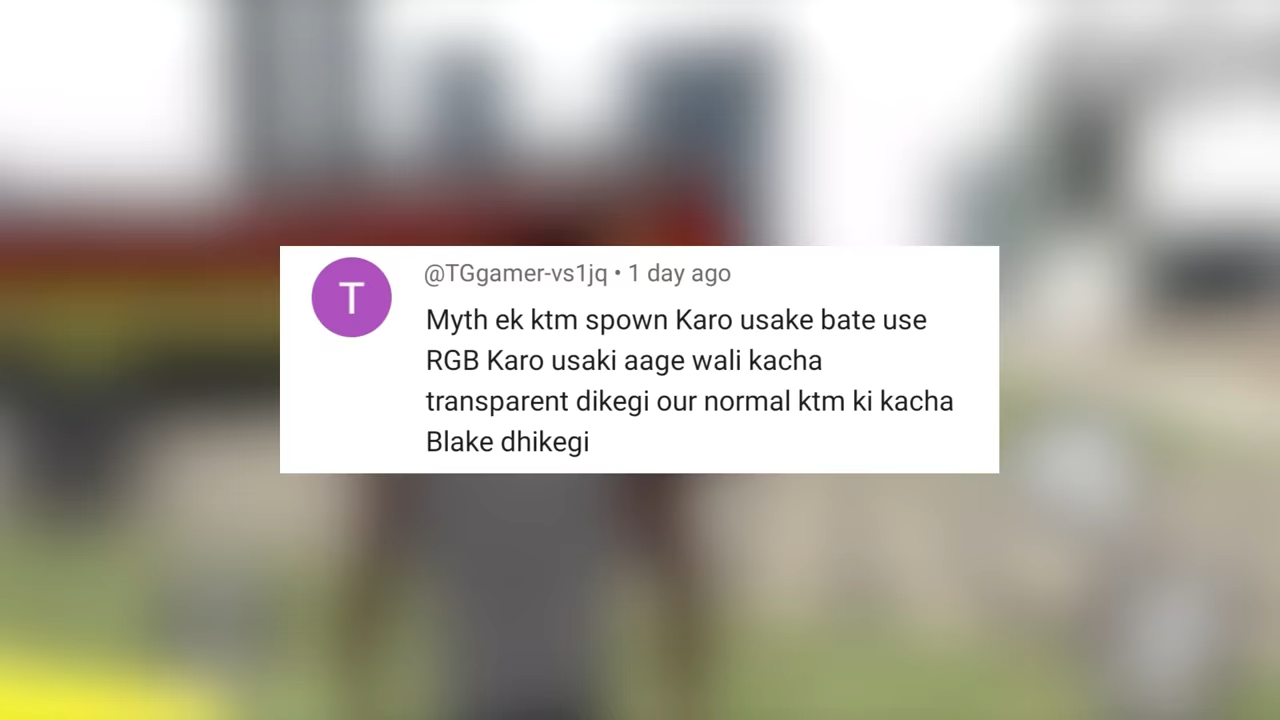 T
@TGgamer-vs1jq • 1 day ago
Myth ek ktm spown Karo usake bate use
RGB Karo usaki aage wali kacha
transparent dikegi our normal ktm ki kacha
Blake dhikegi